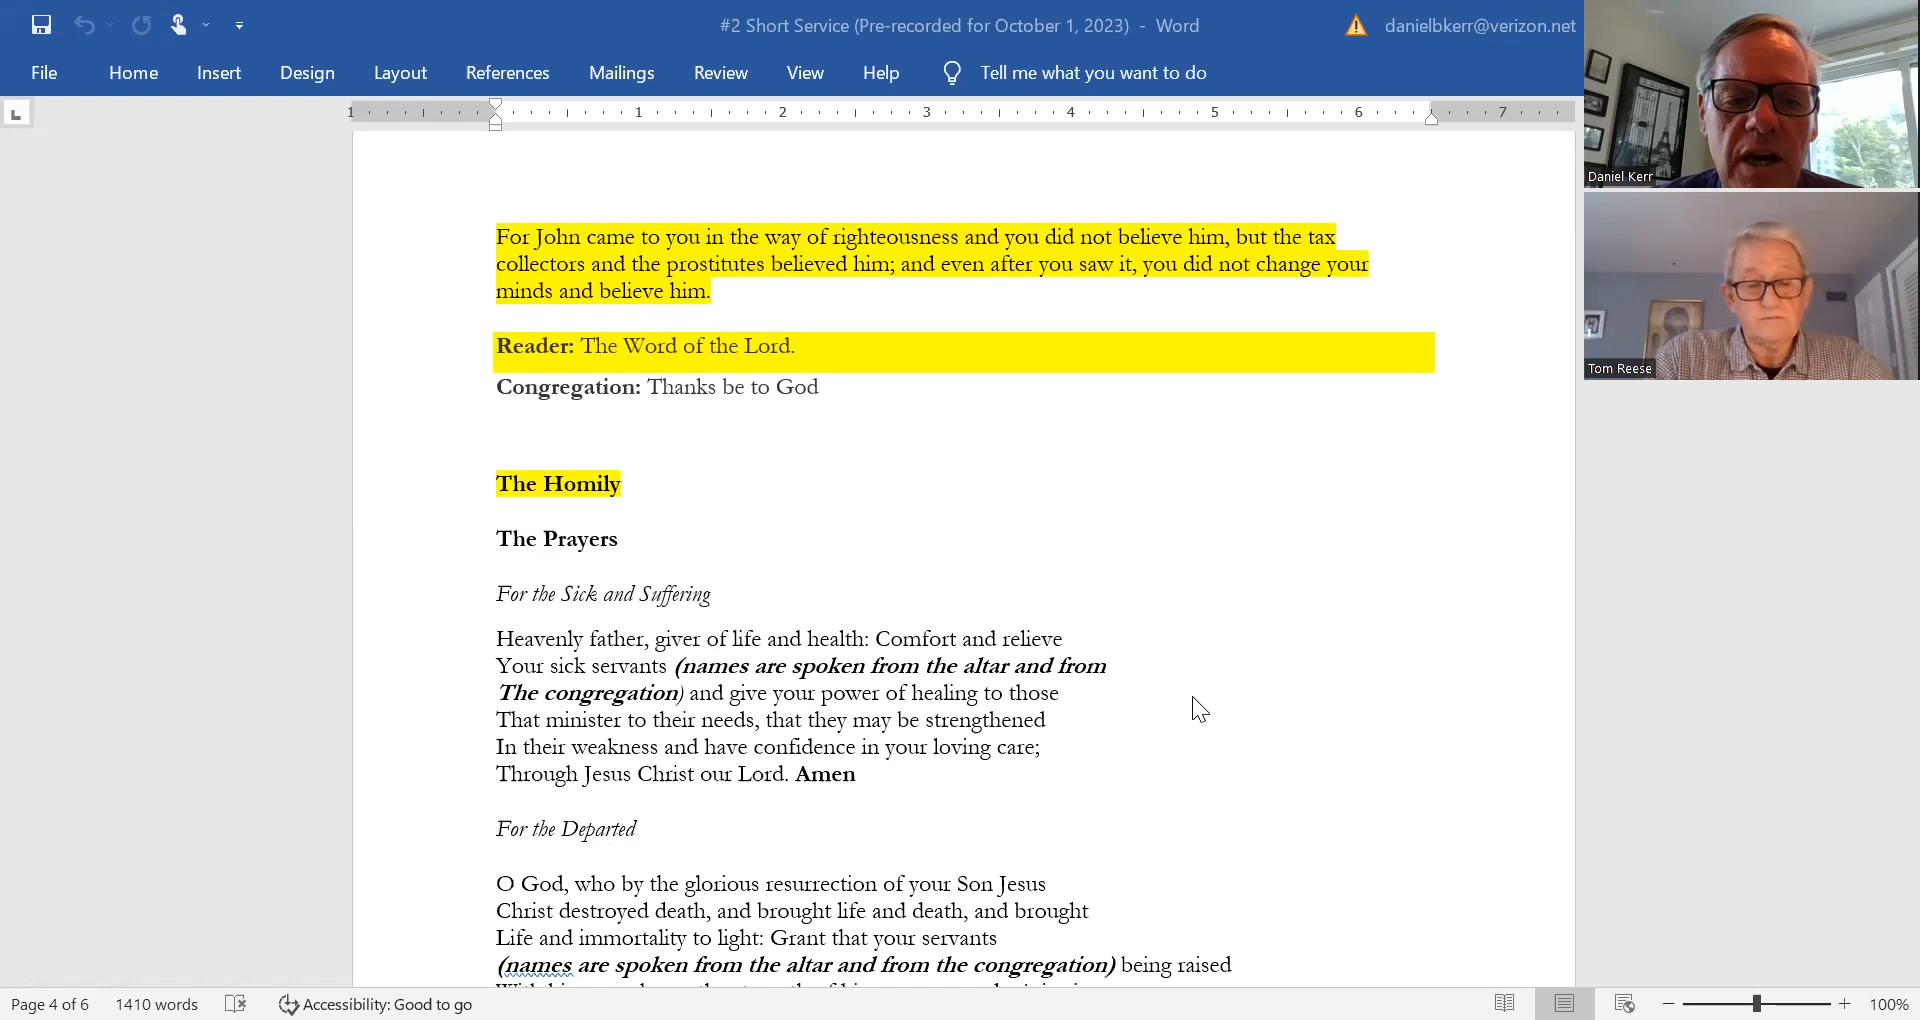 #2 Short Service (Pre-recorded for October 1, 2023) - Word
danielbkerr@verizon.net
File Home Insert Design Layout References Mailings Review View Help Tell me what you want to do
1 1 2 3 4 5 6 7
Daniel Kerr
Tom Reese
For John came to you in the way of righteousness and you did not believe him, but the tax
collectors and the prostitutes believed him; and even after you saw it, you did not change your
minds and believe him.
Reader: The Word of the Lord.
Congregation: Thanks be to God
The Homily
The Prayers
For the Sick and Suffering
Heavenly father, giver of life and health: Comfort and relieve
Your sick servants (names are spoken from the altar and from
The congregation) and give your power of healing to those
That minister to their needs, that they may be strengthened
In their weakness and have confidence in your loving care;
Through Jesus Christ our Lord. Amen
For the Departed
O God, who by the glorious resurrection of your Son Jesus
Christ destroyed death, and brought life and death, and brought
Life and immortality to light: Grant that your servants
(names are spoken from the altar and from the congregation) being raised
Page 4 of 6 1410 words Accessibility: Good to go 100%